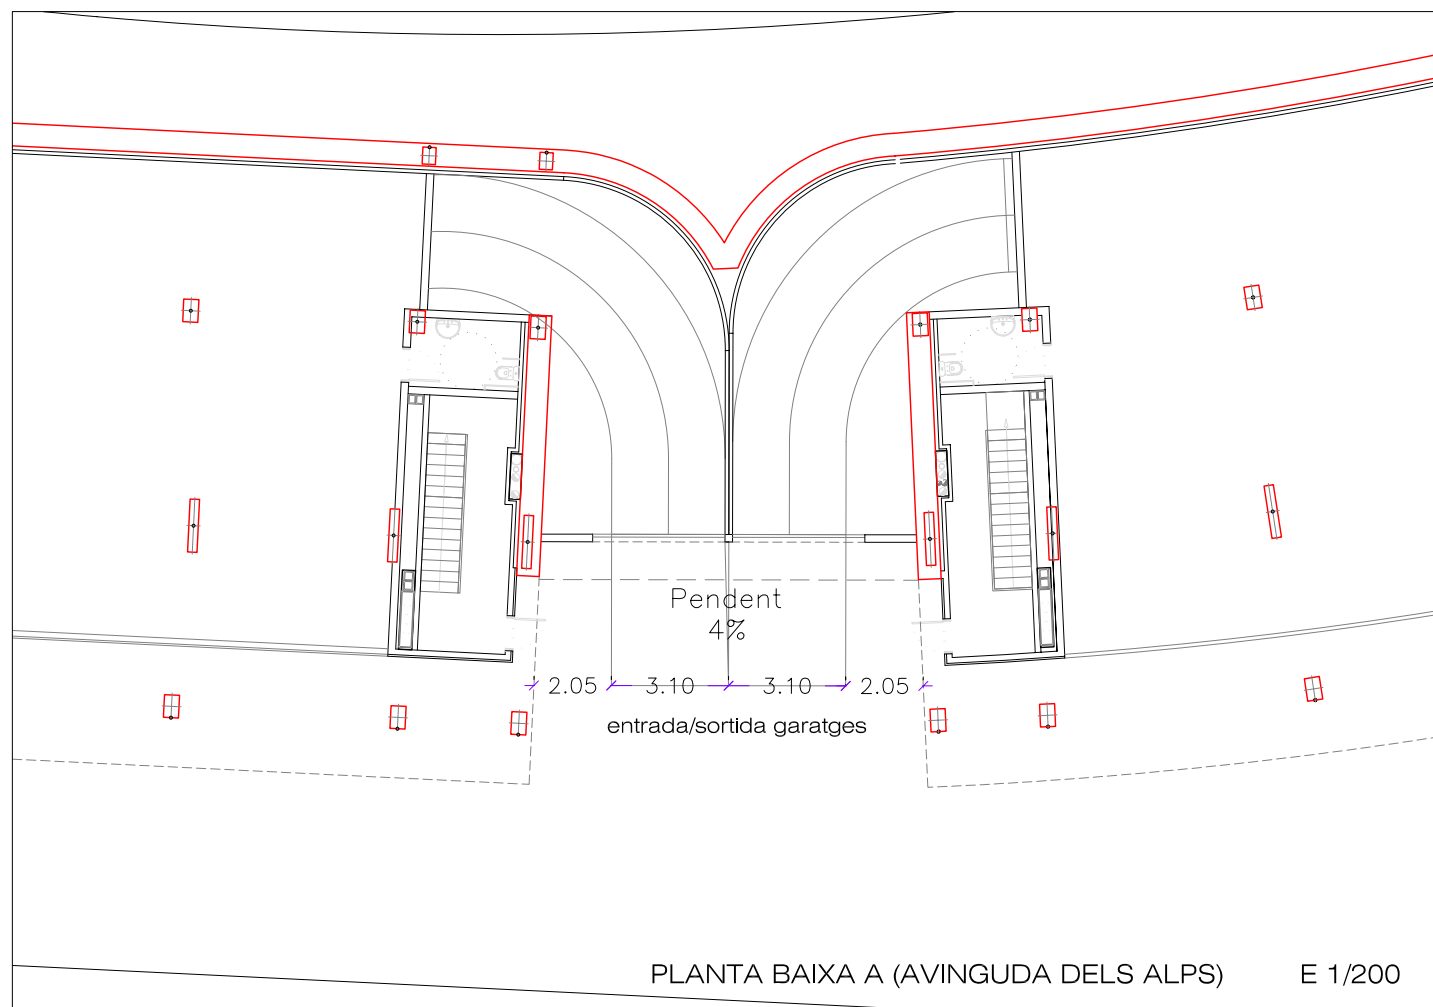 Pendent
4%
2.05 3.10 3.10 2.05
entrada/sortida garatges
PLANTA BAIXA A (AVINGUDA DELS ALPS) E 1/200